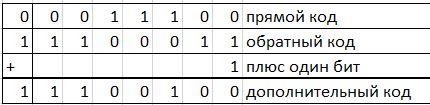 0 0 0 1 1 1 0 0 прямой код
1 1 1 0 0 0 1 1 обратный код
+ 1 плюс один бит
1 1 1 0 0 1 0 0 дополнительный код